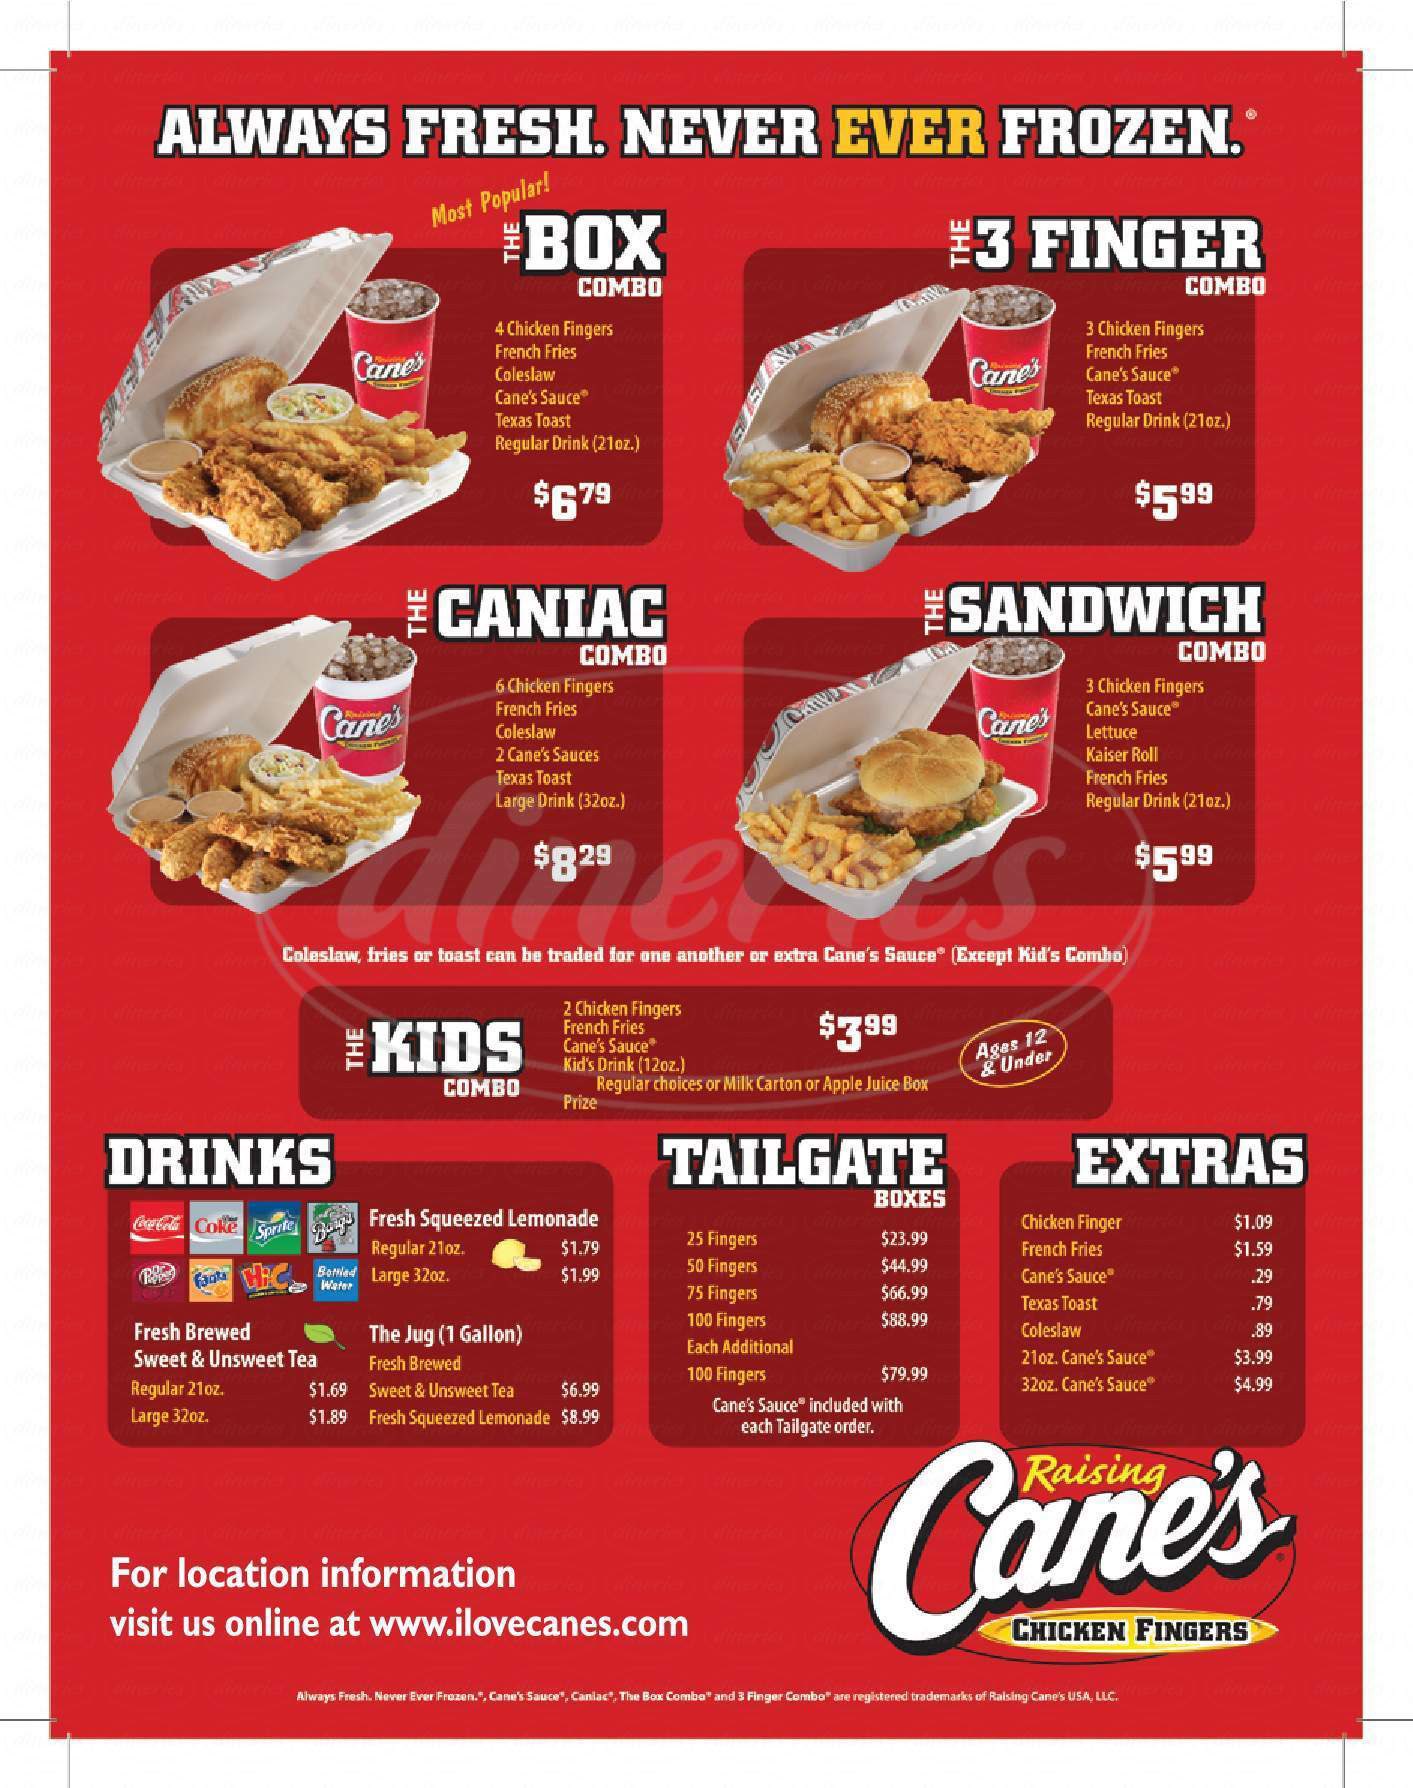 ALWAYS FRESH. NEVER EVER FROZEN.®
Most Popular!
THE BOX
COMBO
4 Chicken Fingers
French Fries
Coleslaw
Cane's Sauce®
Texas Toast
Regular Drink (21oz.)
$6.79
THE 3 FINGER
COMBO
3 Chicken Fingers
French Fries
Cane's Sauce®
Texas Toast
Regular Drink (21oz.)
$5.99
THE CANIAC
COMBO
6 Chicken Fingers
French Fries
Coleslaw
2 Cane's Sauces
Texas Toast
Large Drink (32oz.)
$8.29
THE SANDWICH
COMBO
3 Chicken Fingers
Cane's Sauce®
Lettuce
Kaiser Roll
French Fries
Regular Drink (21oz.)
$5.99
dineries
Coleslaw, fries or toast can be traded for one another or extra Cane's Sauce® (Except Kid's Combo)
THE KIDS
COMBO
2 Chicken Fingers
French Fries
Cane's Sauce®
Kid's Drink (12oz.)
Regular choices or Milk Carton or Apple Juice Box
Prize
$3.99
Ages 12
& Under
DRINKS
Coca-Cola Diet Coke Sprite Barq's
Dr Pepper Fanta Hi-C Bottled
Water
Fresh Squeezed Lemonade
Regular 21oz. $1.79
Large 32oz. $1.99
Fresh Brewed
Sweet & Unsweet Tea
Regular 21oz. $1.69
Large 32oz. $1.89
The Jug (1 Gallon)
Fresh Brewed
Sweet & Unsweet Tea $6.99
Fresh Squeezed Lemonade $8.99
TAILGATE
BOXES
25 Fingers $23.99
50 Fingers $44.99
75 Fingers $66.99
100 Fingers $88.99
Each Additional
100 Fingers $79.99
Cane's Sauce® included with
each Tailgate order.
EXTRAS
Chicken Finger $1.09
French Fries $1.59
Cane's Sauce® .29
Texas Toast .79
Coleslaw .89
21oz. Cane's Sauce® $3.99
32oz. Cane's Sauce® $4.99
Raising
Cane's®
CHICKEN FINGERS
For location information
visit us online at www.ilovecanes.com
Always Fresh. Never Ever Frozen.®, Cane's Sauce®, Caniac®, The Box Combo® and 3 Finger Combo® are registered trademarks of Raising Cane's USA, LLC.